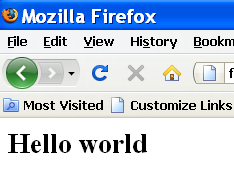 Mozilla Firefox
File Edit View History Bookm
f
Most Visited Customize Links
Hello world